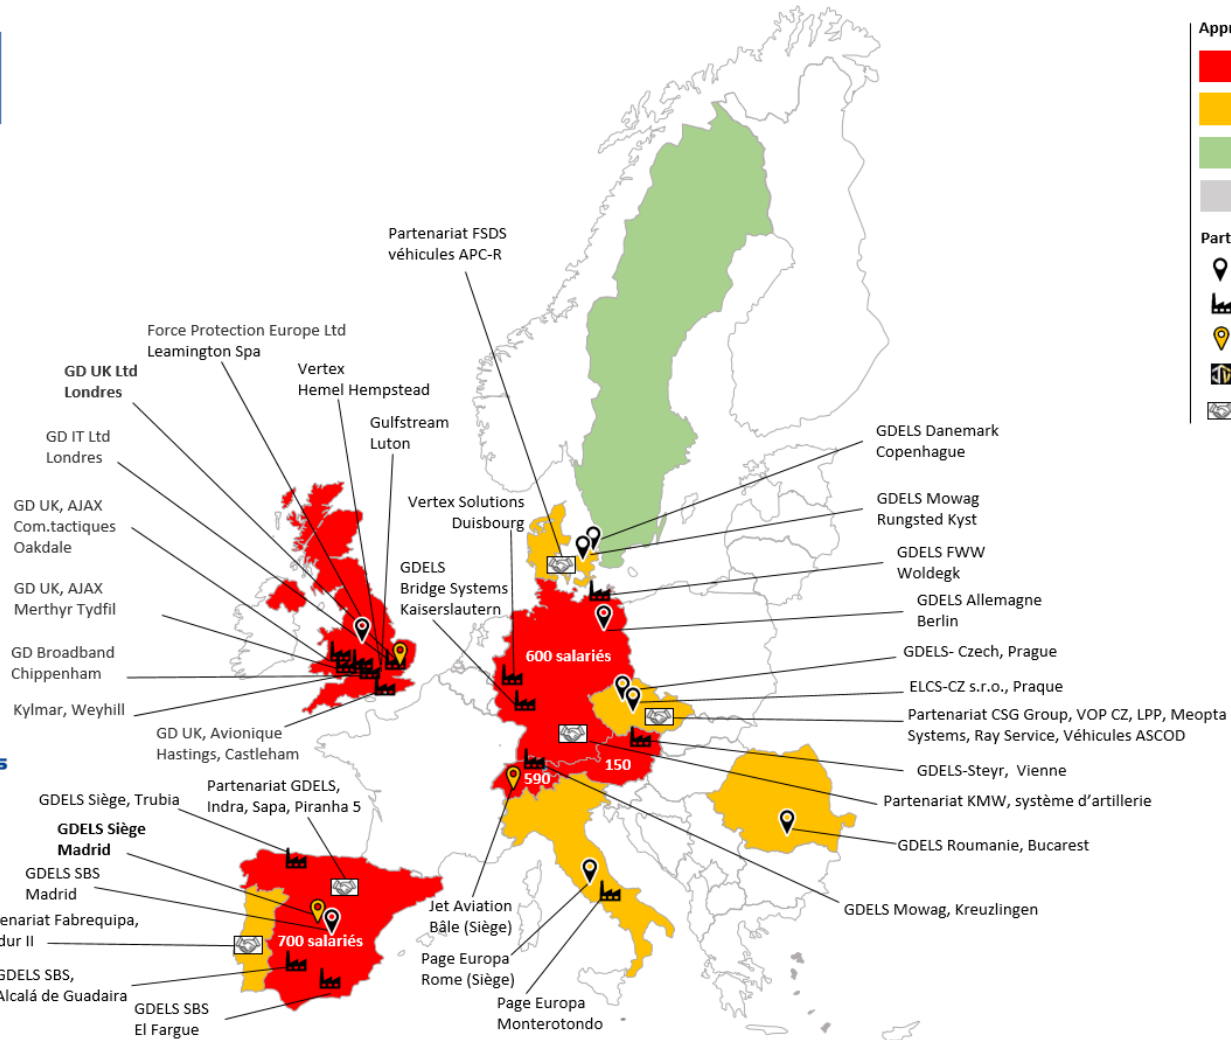 Appr
Part
Partenariat FSDS
véhicules APC-R
Force Protection Europe Ltd
Leamington Spa
GD UK Ltd
Londres
Vertex
Hemel Hempstead
GD IT Ltd
Londres
Gulfstream
Luton
GD UK, AJAX
Com.tactiques
Oakdale
Vertex Solutions
Duisbourg
GDELS Danemark
Copenhague
GDELS Mowag
Rungsted Kyst
GDELS
Bridge Systems
Kaiserslautern
GDELS FWW
Woldegk
GD UK, AJAX
Merthyr Tydfil
GDELS Allemagne
Berlin
GD Broadband
Chippenham
600 salariés
GDELS- Czech, Prague
ELCS-CZ s.r.o., Praque
Kylmar, Weyhill
Partenariat CSG Group, VOP CZ, LPP, Meopta
Systems, Ray Service, Véhicules ASCOD
GD UK, Avionique
Hastings, Castleham
s
150
590
GDELS-Steyr, Vienne
Partenariat GDELS,
Indra, Sapa, Piranha 5
GDELS Siège, Trubia
Partenariat KMW, système d'artillerie
GDELS Siège
Madrid
GDELS Roumanie, Bucarest
GDELS SBS
Madrid
Jet Aviation
Bâle (Siège)
GDELS Mowag, Kreuzlingen
enariat Fabrequipa,
dur II
700 salariés
Page Europa
Rome (Siège)
GDELS SBS,
Alcalá de Guadaira
GDELS SBS
El Fargue
Page Europa
Monterotondo